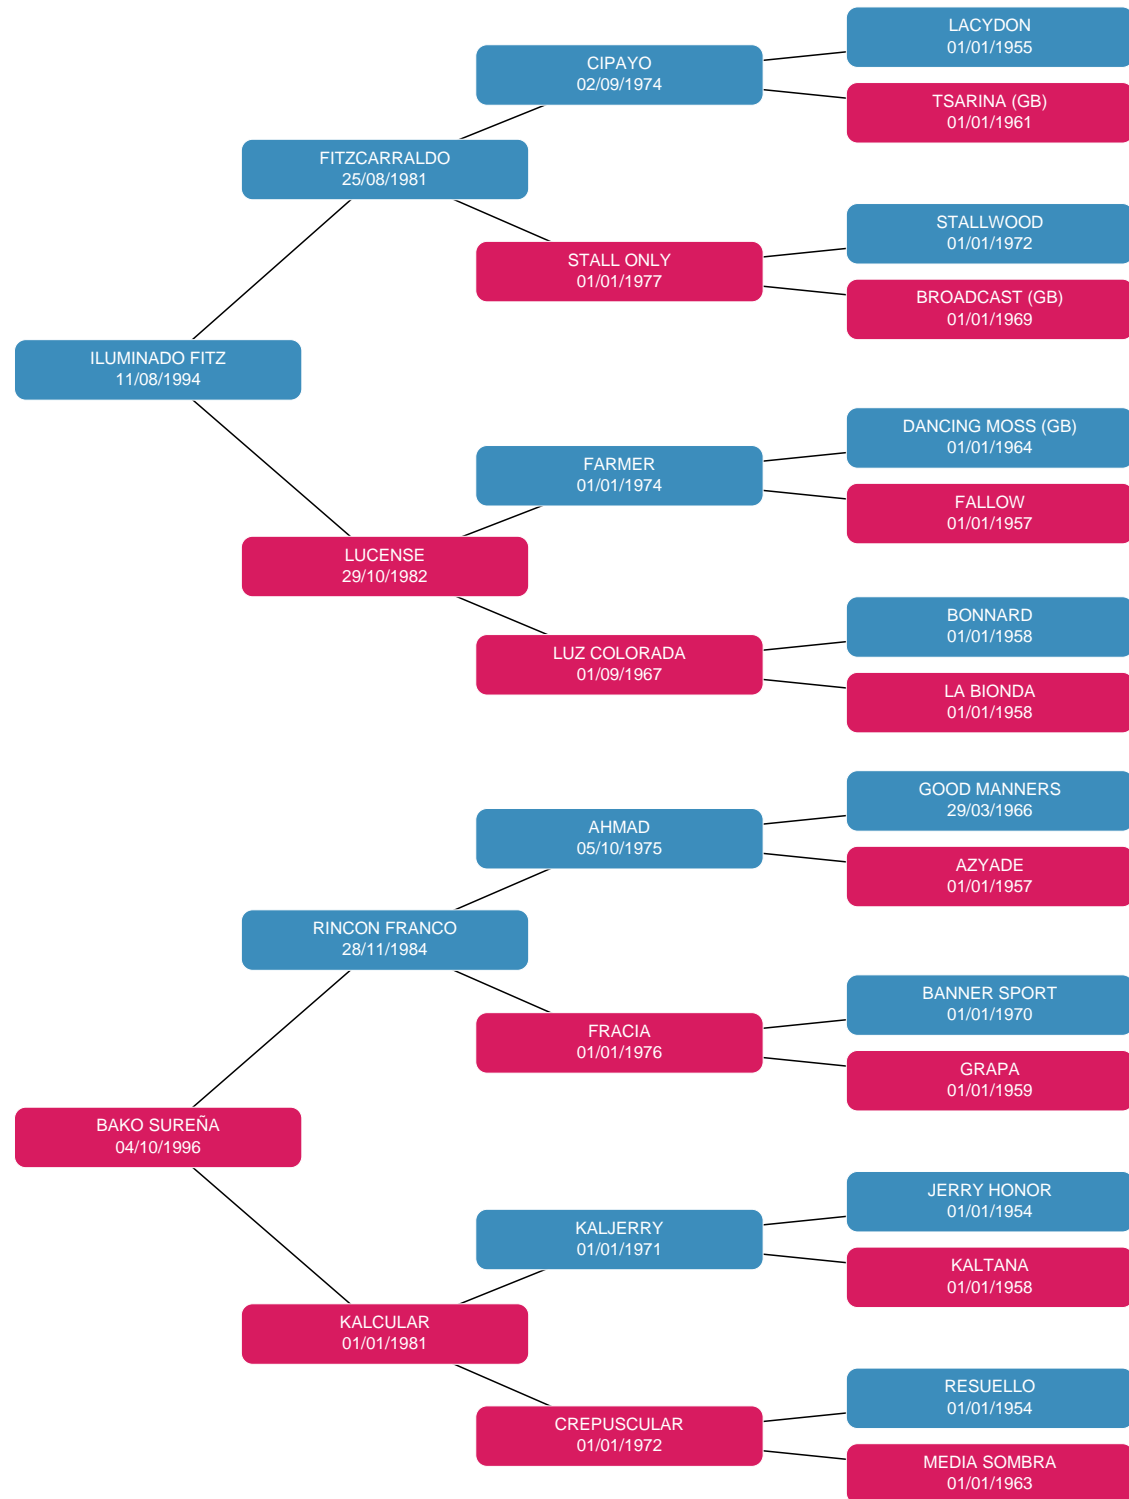 LACYDON
01/01/1955
CIPAYO
02/09/1974
TSARINA (GB)
01/01/1961
FITZCARRALDO
25/08/1981
STALLWOOD
01/01/1972
STALL ONLY
01/01/1977
BROADCAST (GB)
01/01/1969
ILUMINADO FITZ
11/08/1994
DANCING MOSS (GB)
01/01/1964
FARMER
01/01/1974
FALLOW
01/01/1957
LUCENSE
29/10/1982
BONNARD
01/01/1958
LUZ COLORADA
01/09/1967
LA BIONDA
01/01/1958
GOOD MANNERS
29/03/1966
AHMAD
05/10/1975
AZYADE
01/01/1957
RINCON FRANCO
28/11/1984
BANNER SPORT
01/01/1970
FRACIA
01/01/1976
GRAPA
01/01/1959
BAKO SUREÑA
04/10/1996
JERRY HONOR
01/01/1954
KALJERRY
01/01/1971
KALTANA
01/01/1958
KALCULAR
01/01/1981
RESUELLO
01/01/1954
CREPUSCULAR
01/01/1972
MEDIA SOMBRA
01/01/1963